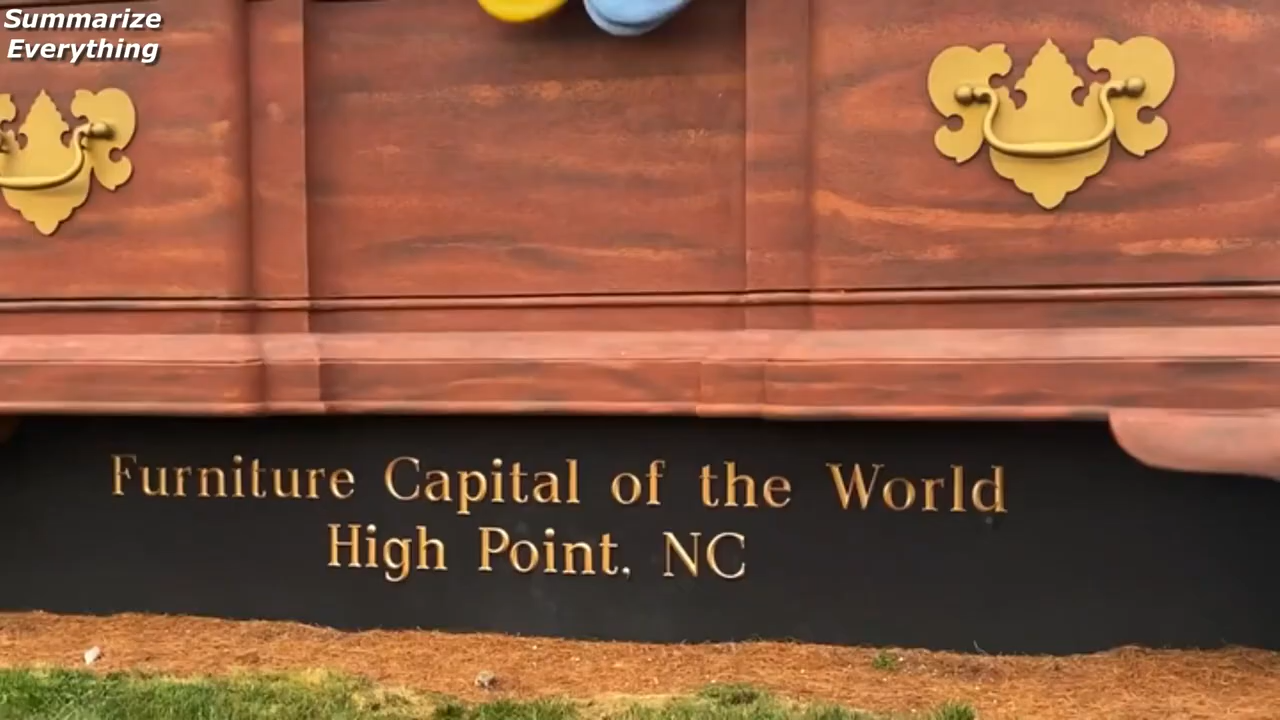 Summarize
Everything
Furniture Capital of the World
High Point, NC